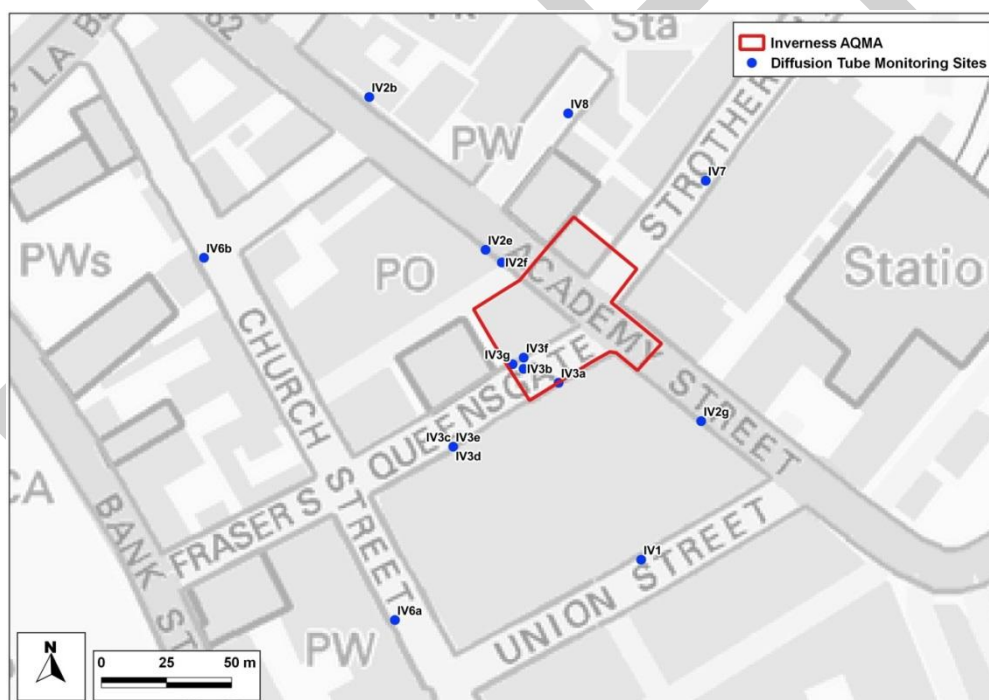 Inverness AQMA
Diffusion Tube Monitoring Sites
Sta
IV2b
IV8
PW
STROTHER
IV7
IV6b
PWs
IV2e
IV2f
PO
ACADEMY STREET
Statio
IV3f
IV3g
IV3b
IV3a
QUEENSGATE
CHURCH STREET
IV2g
IV3c IV3e
IV3d
CA
BANK ST
FRASER S
IV1
UNION STREET
IV6a
PW
N
0 25 50 m